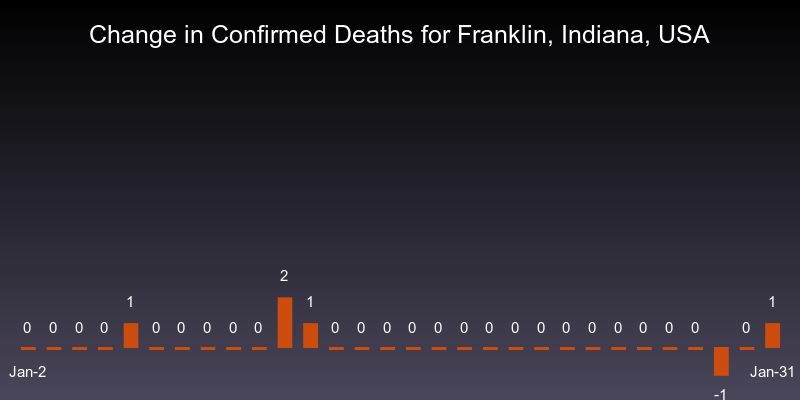 Change in Confirmed Deaths for Franklin, Indiana, USA
2
1 1 1
0 0 0 0 0 0 0 0 0 0 0 0 0 0 0 0 0 0 0 0 0 0 0 0 0
Jan-2 Jan-31
-1